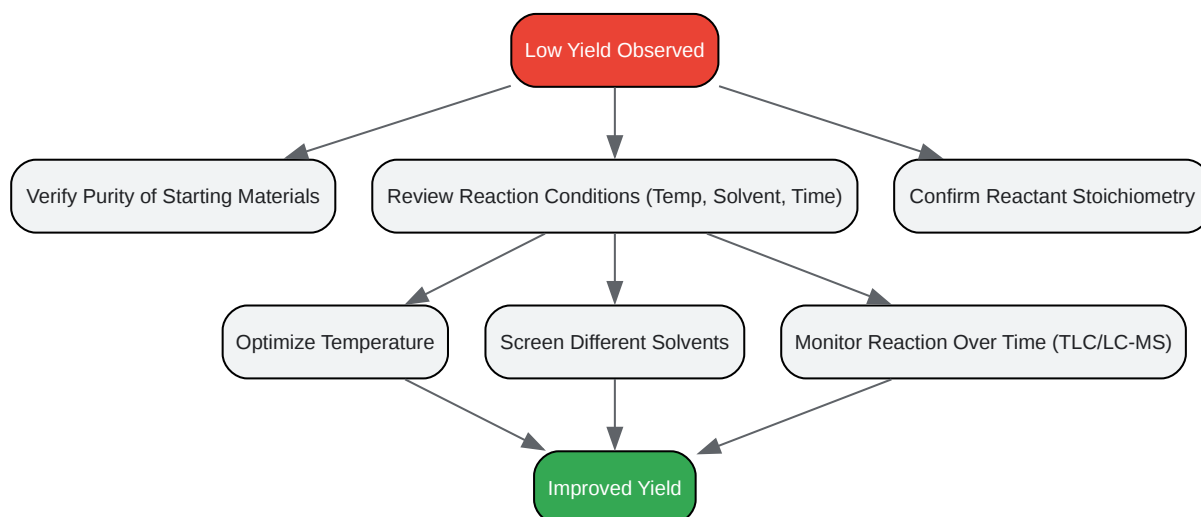 Low Yield Observed
Verify Purity of Starting Materials
Review Reaction Conditions (Temp, Solvent, Time)
Confirm Reactant Stoichiometry
Optimize Temperature
Screen Different Solvents
Monitor Reaction Over Time (TLC/LC-MS)
Improved Yield